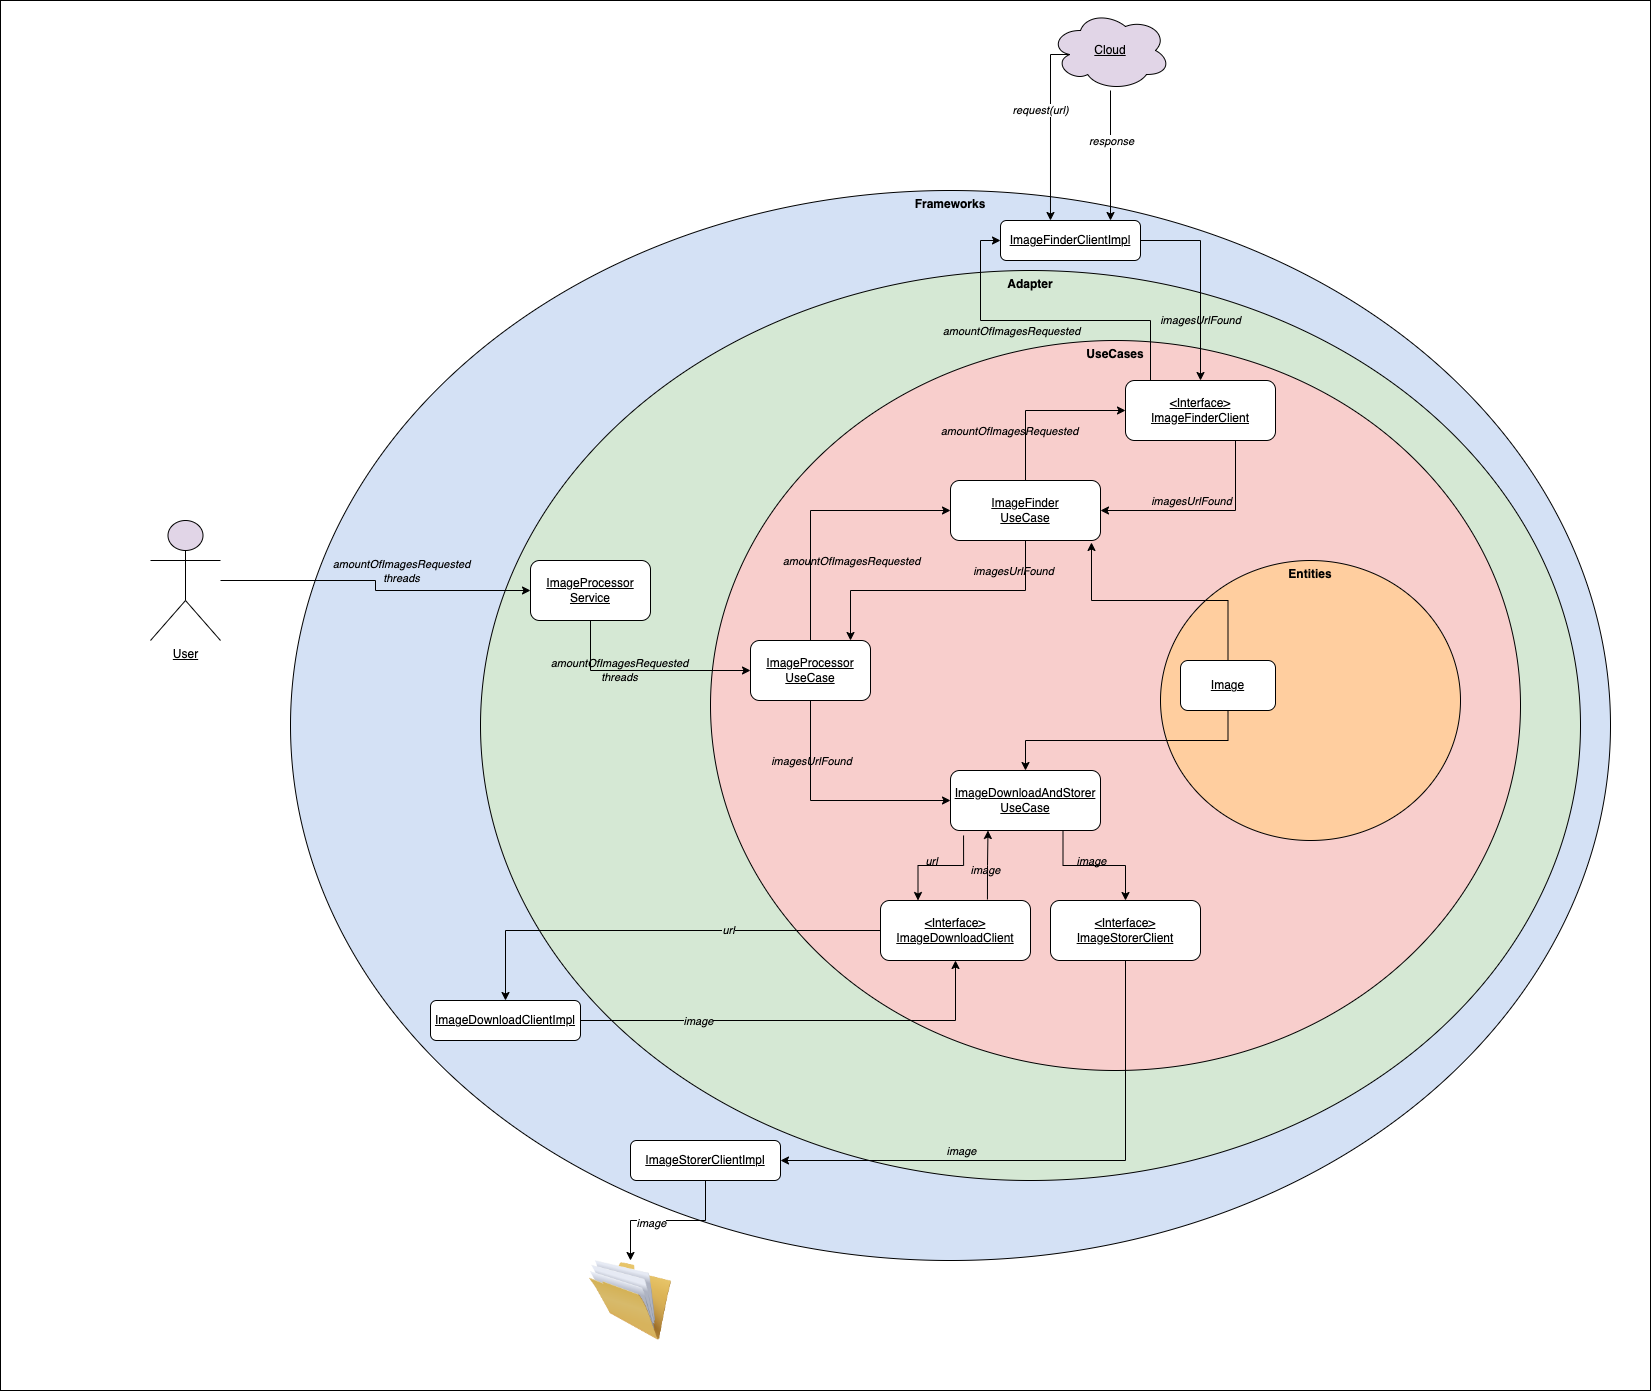 Cloud
request(url)
response
Frameworks
ImageFinderClientImpl
Adapter
imagesUrlFound
amountOfImagesRequested
UseCases
<Interface>
ImageFinderClient
amountOfImagesRequested
imagesUrlFound
ImageFinder
UseCase
amountOfImagesRequested
threads
amountOfImagesRequested
imagesUrlFound
Entities
ImageProcessor
Service
User
amountOfImagesRequested
threads
ImageProcessor
UseCase
Image
imagesUrlFound
ImageDownloadAndStorer
UseCase
url
image
image
<Interface>
ImageDownloadClient
<Interface>
ImageStorerClient
url
ImageDownloadClientImpl
image
image
ImageStorerClientImpl
image